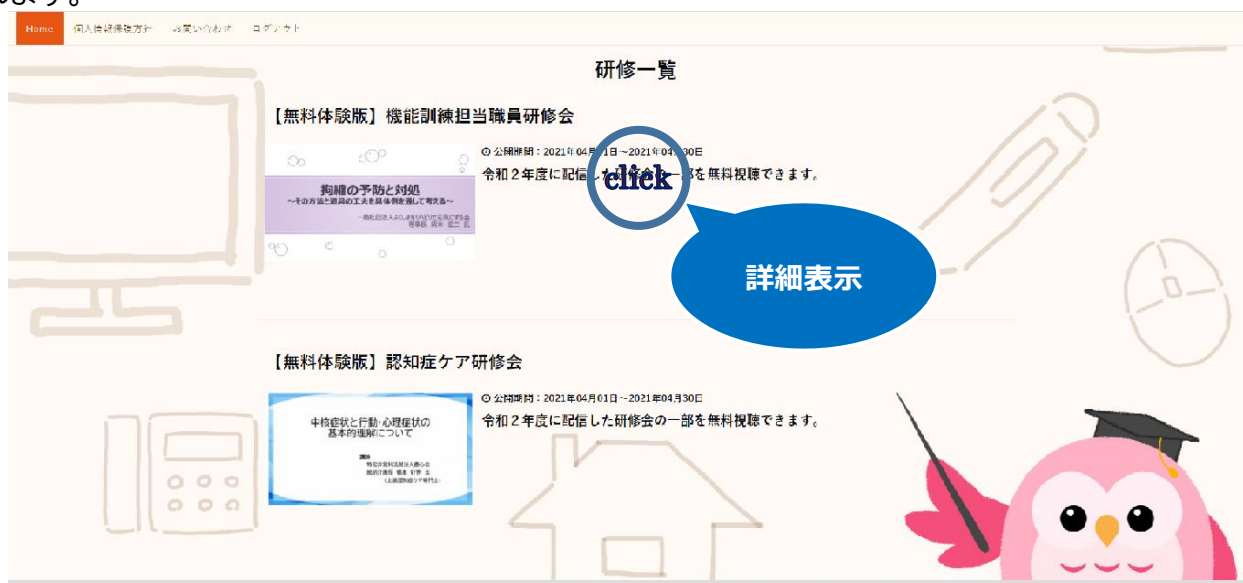 ます。
Home 個人情報保護方針 お問い合わせ ログアウト
研修一覧
【無料体験版】機能訓練担当職員研修会
公開期間：2021年04月01日～2021年04月30日
令和２年度に配信した研修会の一部を無料視聴できます。
click
拘縮の予防と対処
～その方法と道具の工夫を具体例を通して考える～
詳細表示
【無料体験版】認知症ケア研修会
公開期間：2021年04月01日～2021年04月30日
令和２年度に配信した研修会の一部を無料視聴できます。
中核症状と行動·心理症状の
基本的理解について
講師